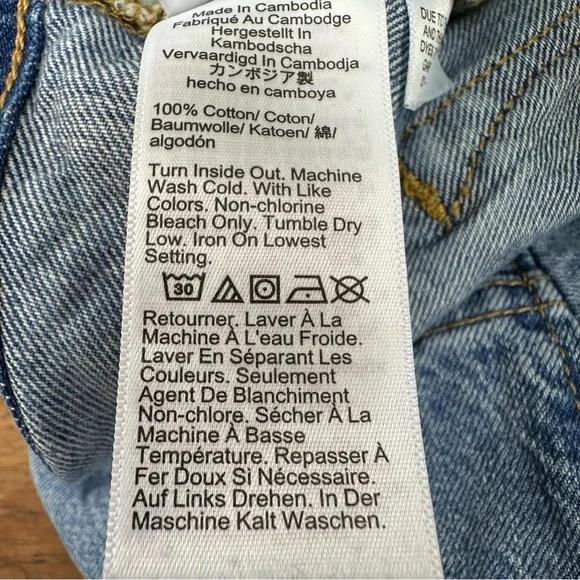 Made In Cambodia
Fabriqué Au Cambodge
Hergestellt In
Kambodscha
Vervaardigd In Cambodja
カンボジア製
hecho en camboya
100% Cotton/ Coton/
Baumwolle/ Katoen/ 綿/
algodón
Turn Inside Out. Machine
Wash Cold. With Like
Colors. Non-chlorine
Bleach Only. Tumble Dry
Low. Iron On Lowest
Setting.
30
Retourner. Laver À La
Machine À L'eau Froide.
Laver En Séparant Les
Couleurs. Seulement
Agent De Blanchiment
Non-chlore. Sécher À La
Machine À Basse
Température. Repasser À
Fer Doux Si Nécessaire.
Auf Links Drehen. In Der
Maschine Kalt Waschen.
DUE TO
AND T
DYE